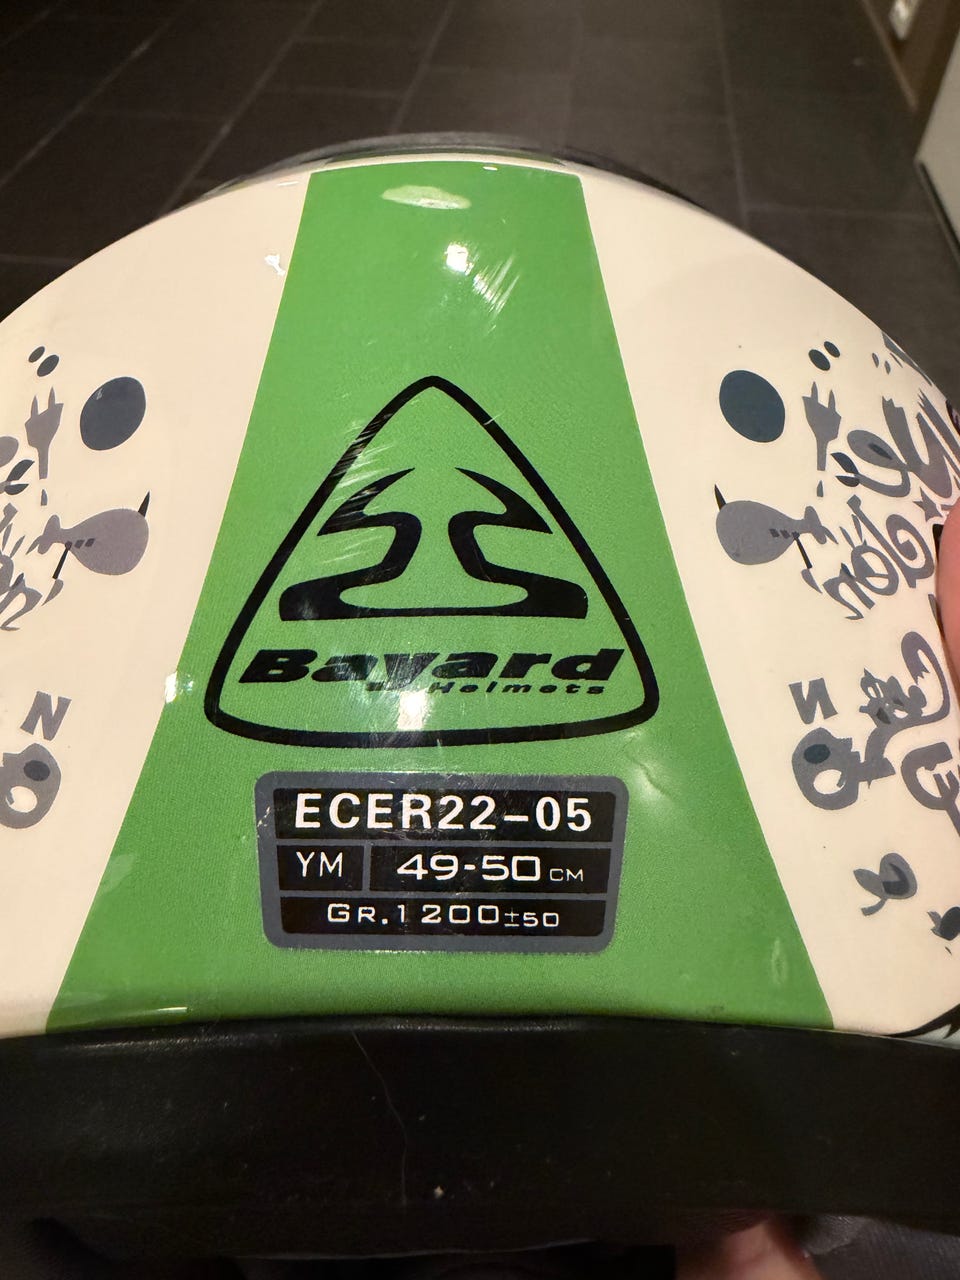 Bayard
Helmets
ECER22-05
YM 49-50 CM
GR.1200±50